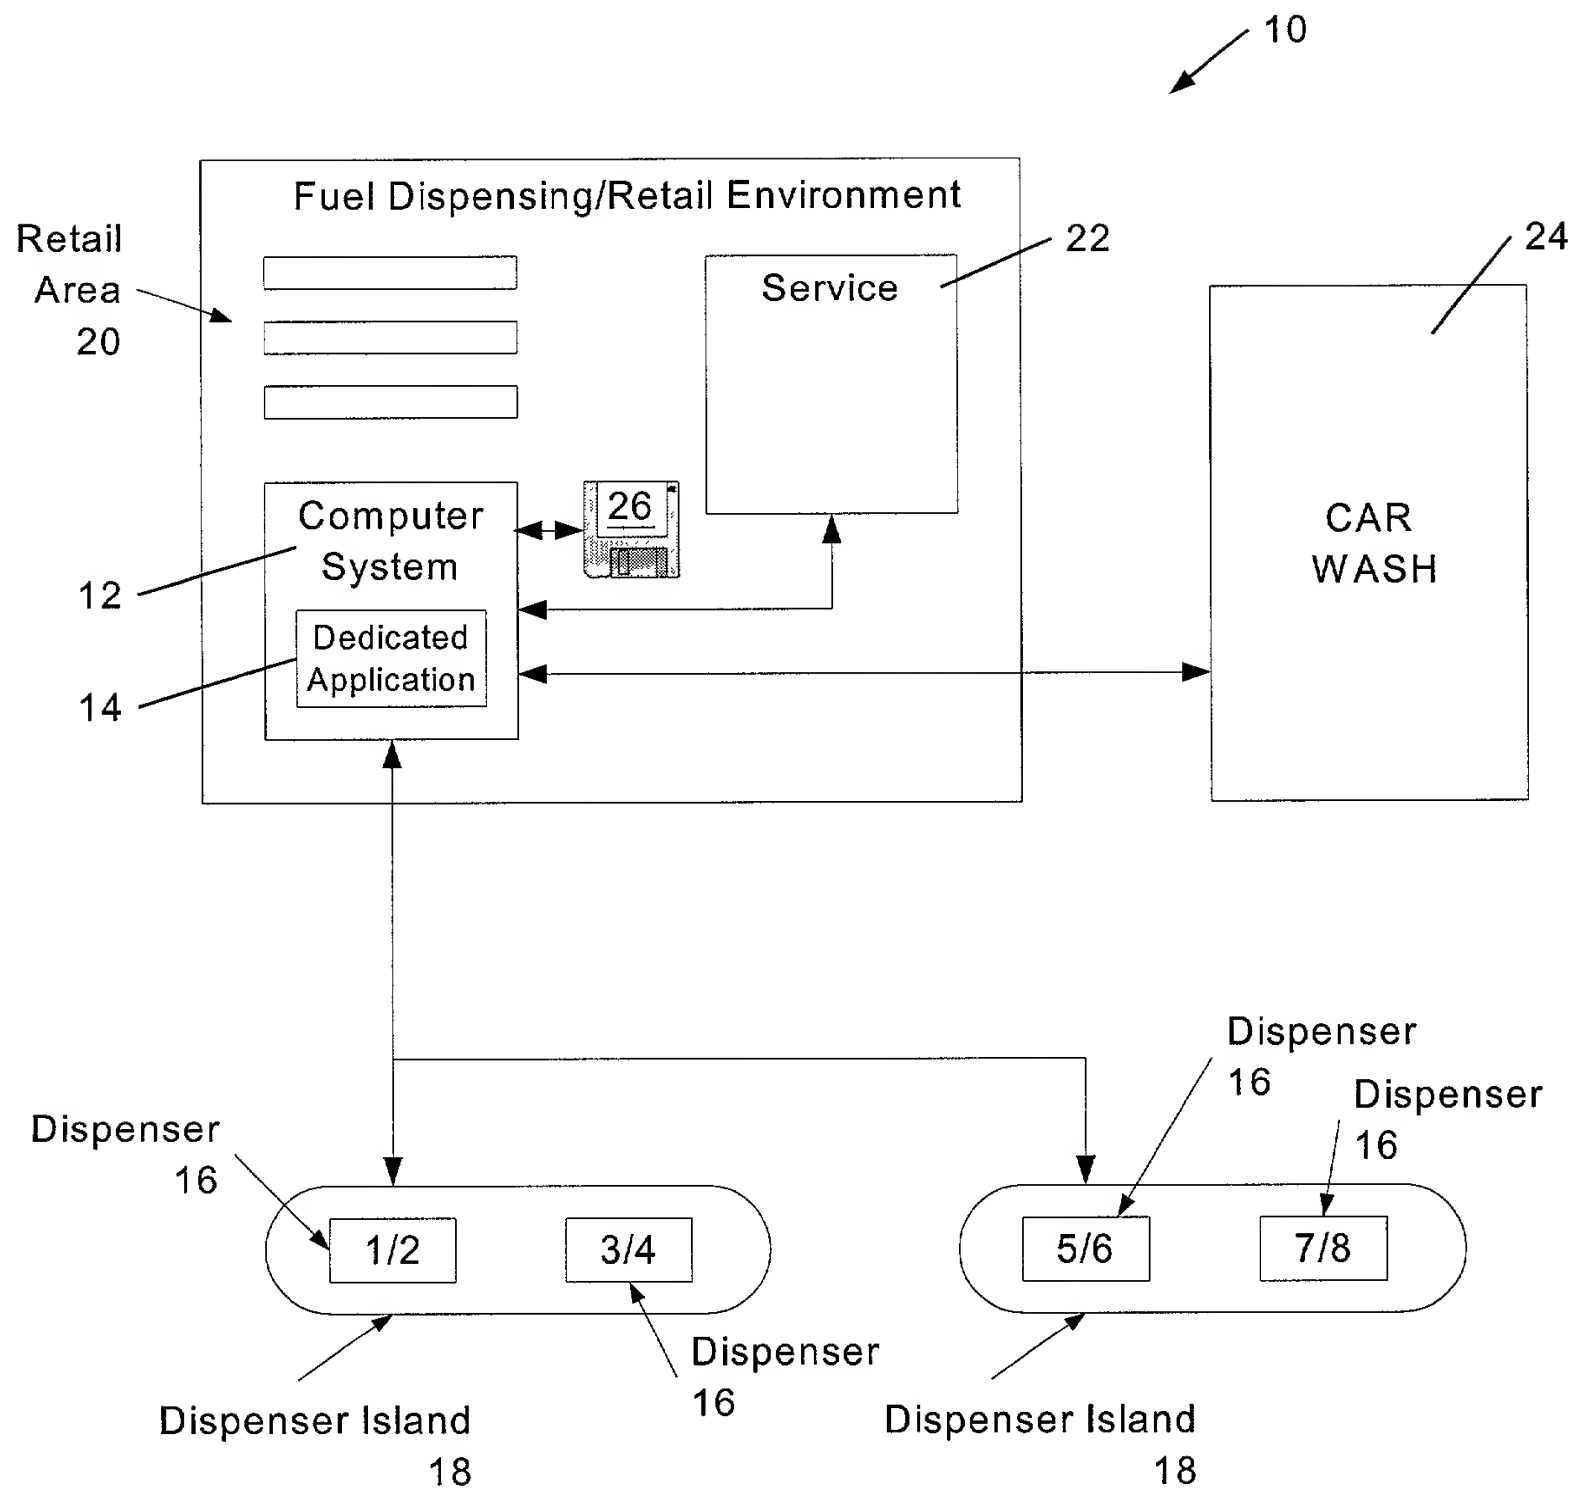 10
Fuel Dispensing/Retail Environment
Retail
Area
20
22
24
Service
Computer
System
26
12
CAR
WASH
Dedicated
Application
14
Dispenser
16
Dispenser
16
Dispenser
16
1/2
3/4
5/6
7/8
Dispenser
16
Dispenser Island
18
Dispenser Island
18